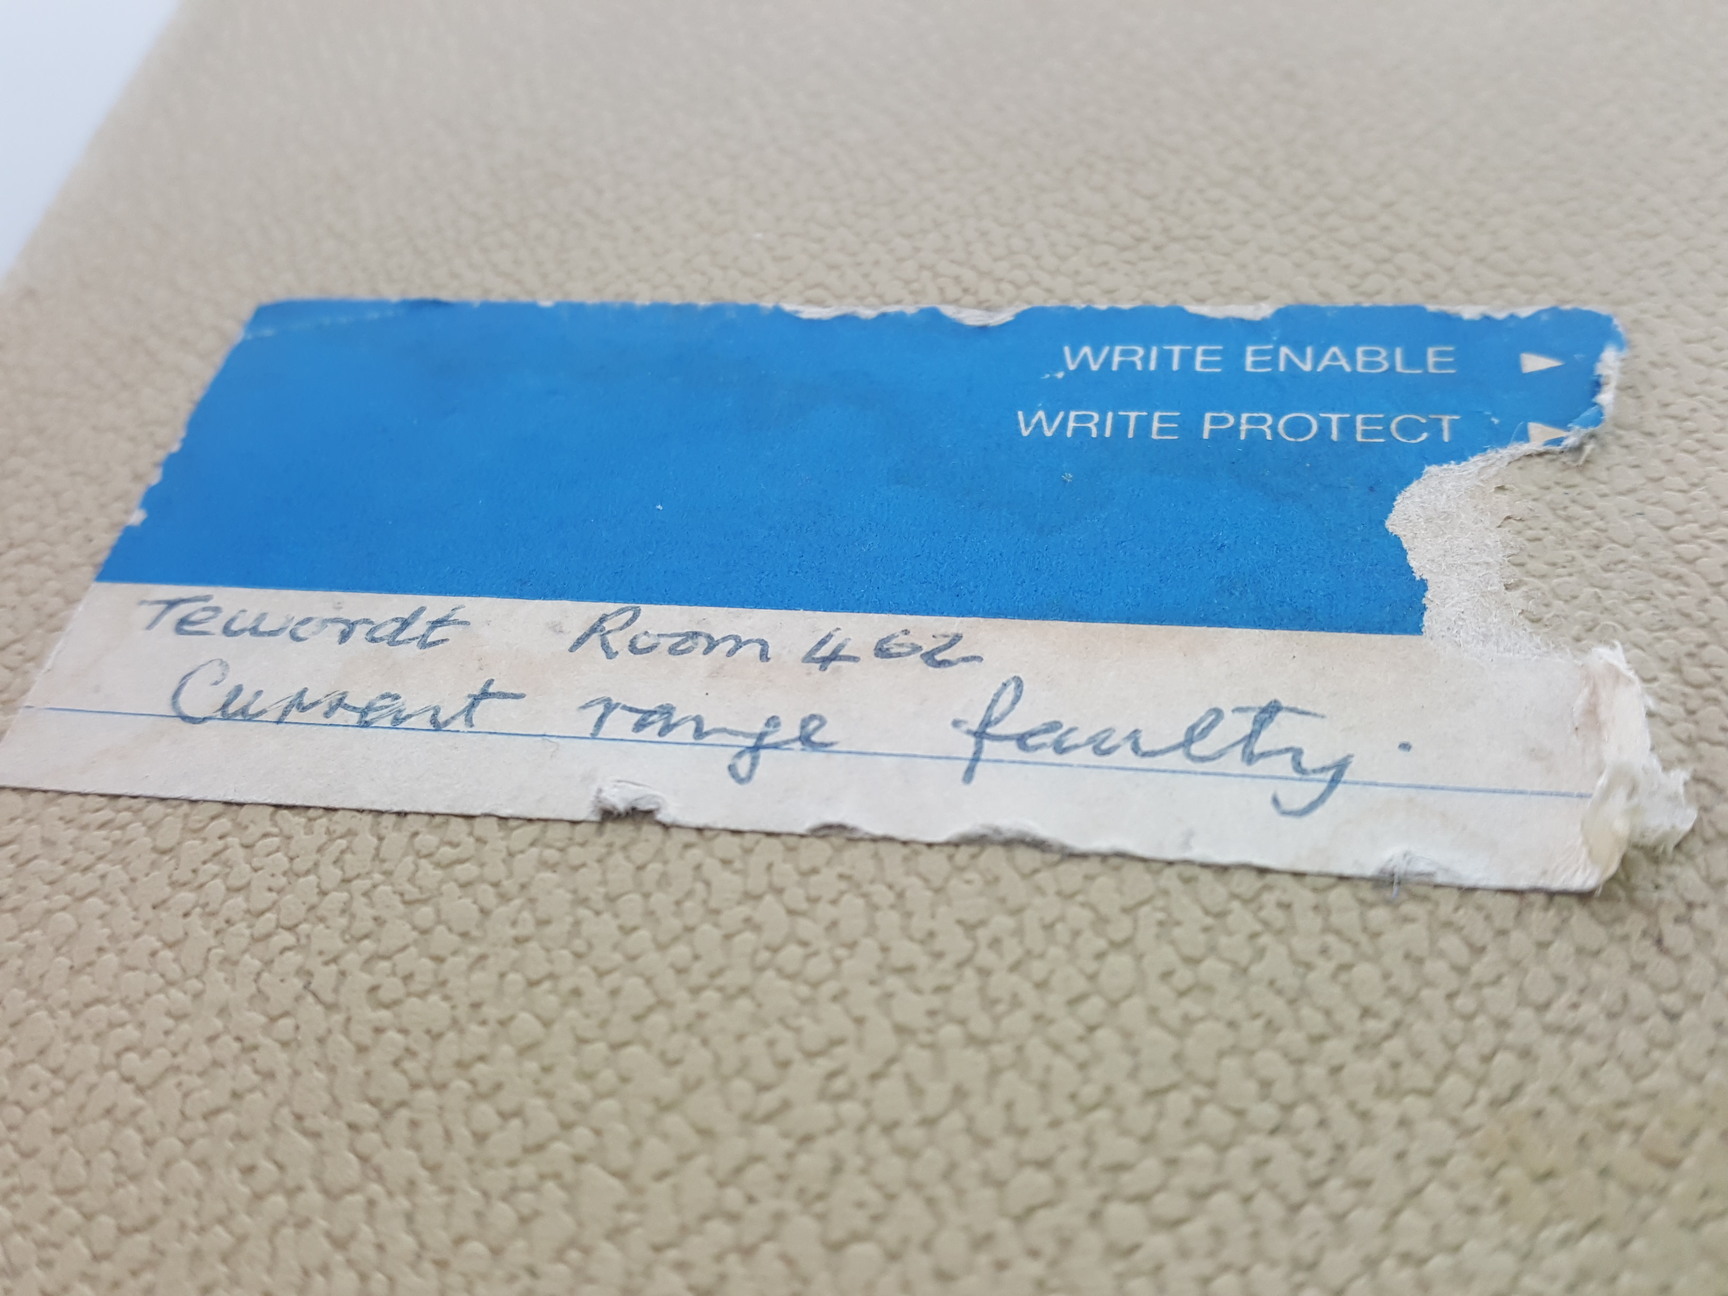 WRITE ENABLE ►
WRITE PROTECT ►
Tewordt Room 462
Current range faulty.